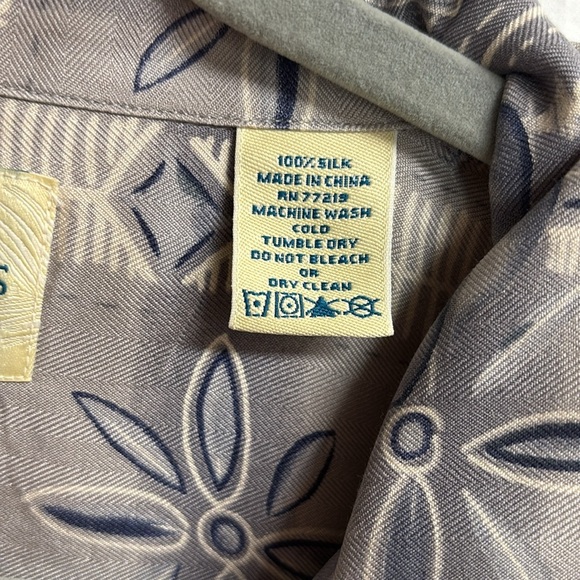 100% SILK
MADE IN CHINA
RN 77219
MACHINE WASH
COLD
TUMBLE DRY
DO NOT BLEACH
OR
DRY CLEAN
S